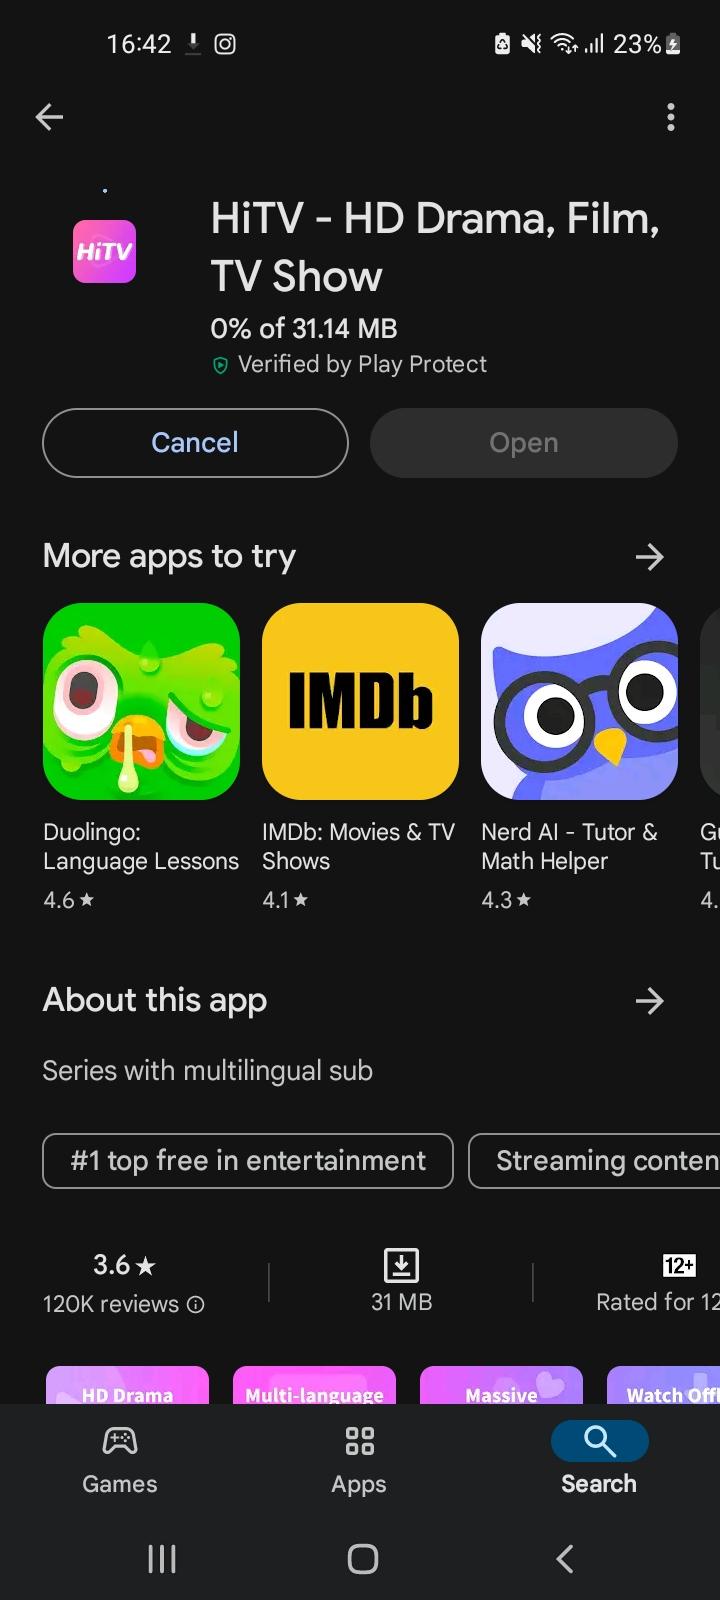 16:42
23%
HiTV
HiTV - HD Drama, Film,
TV Show
0% of 31.14 MB
Verified by Play Protect
Cancel
Open
More apps to try
IMDb
Duolingo:
Language Lessons
4.6 ★
IMDb: Movies & TV
Shows
4.1 ★
Nerd AI - Tutor &
Math Helper
4.3 ★
4.
About this app
Series with multilingual sub
#1 top free in entertainment
Streaming conten
3.6 ★
120K reviews
31 MB
12+
Rated for 12
HD Drama
Multi-language
Massive
Watch Offl
Games
Apps
Search